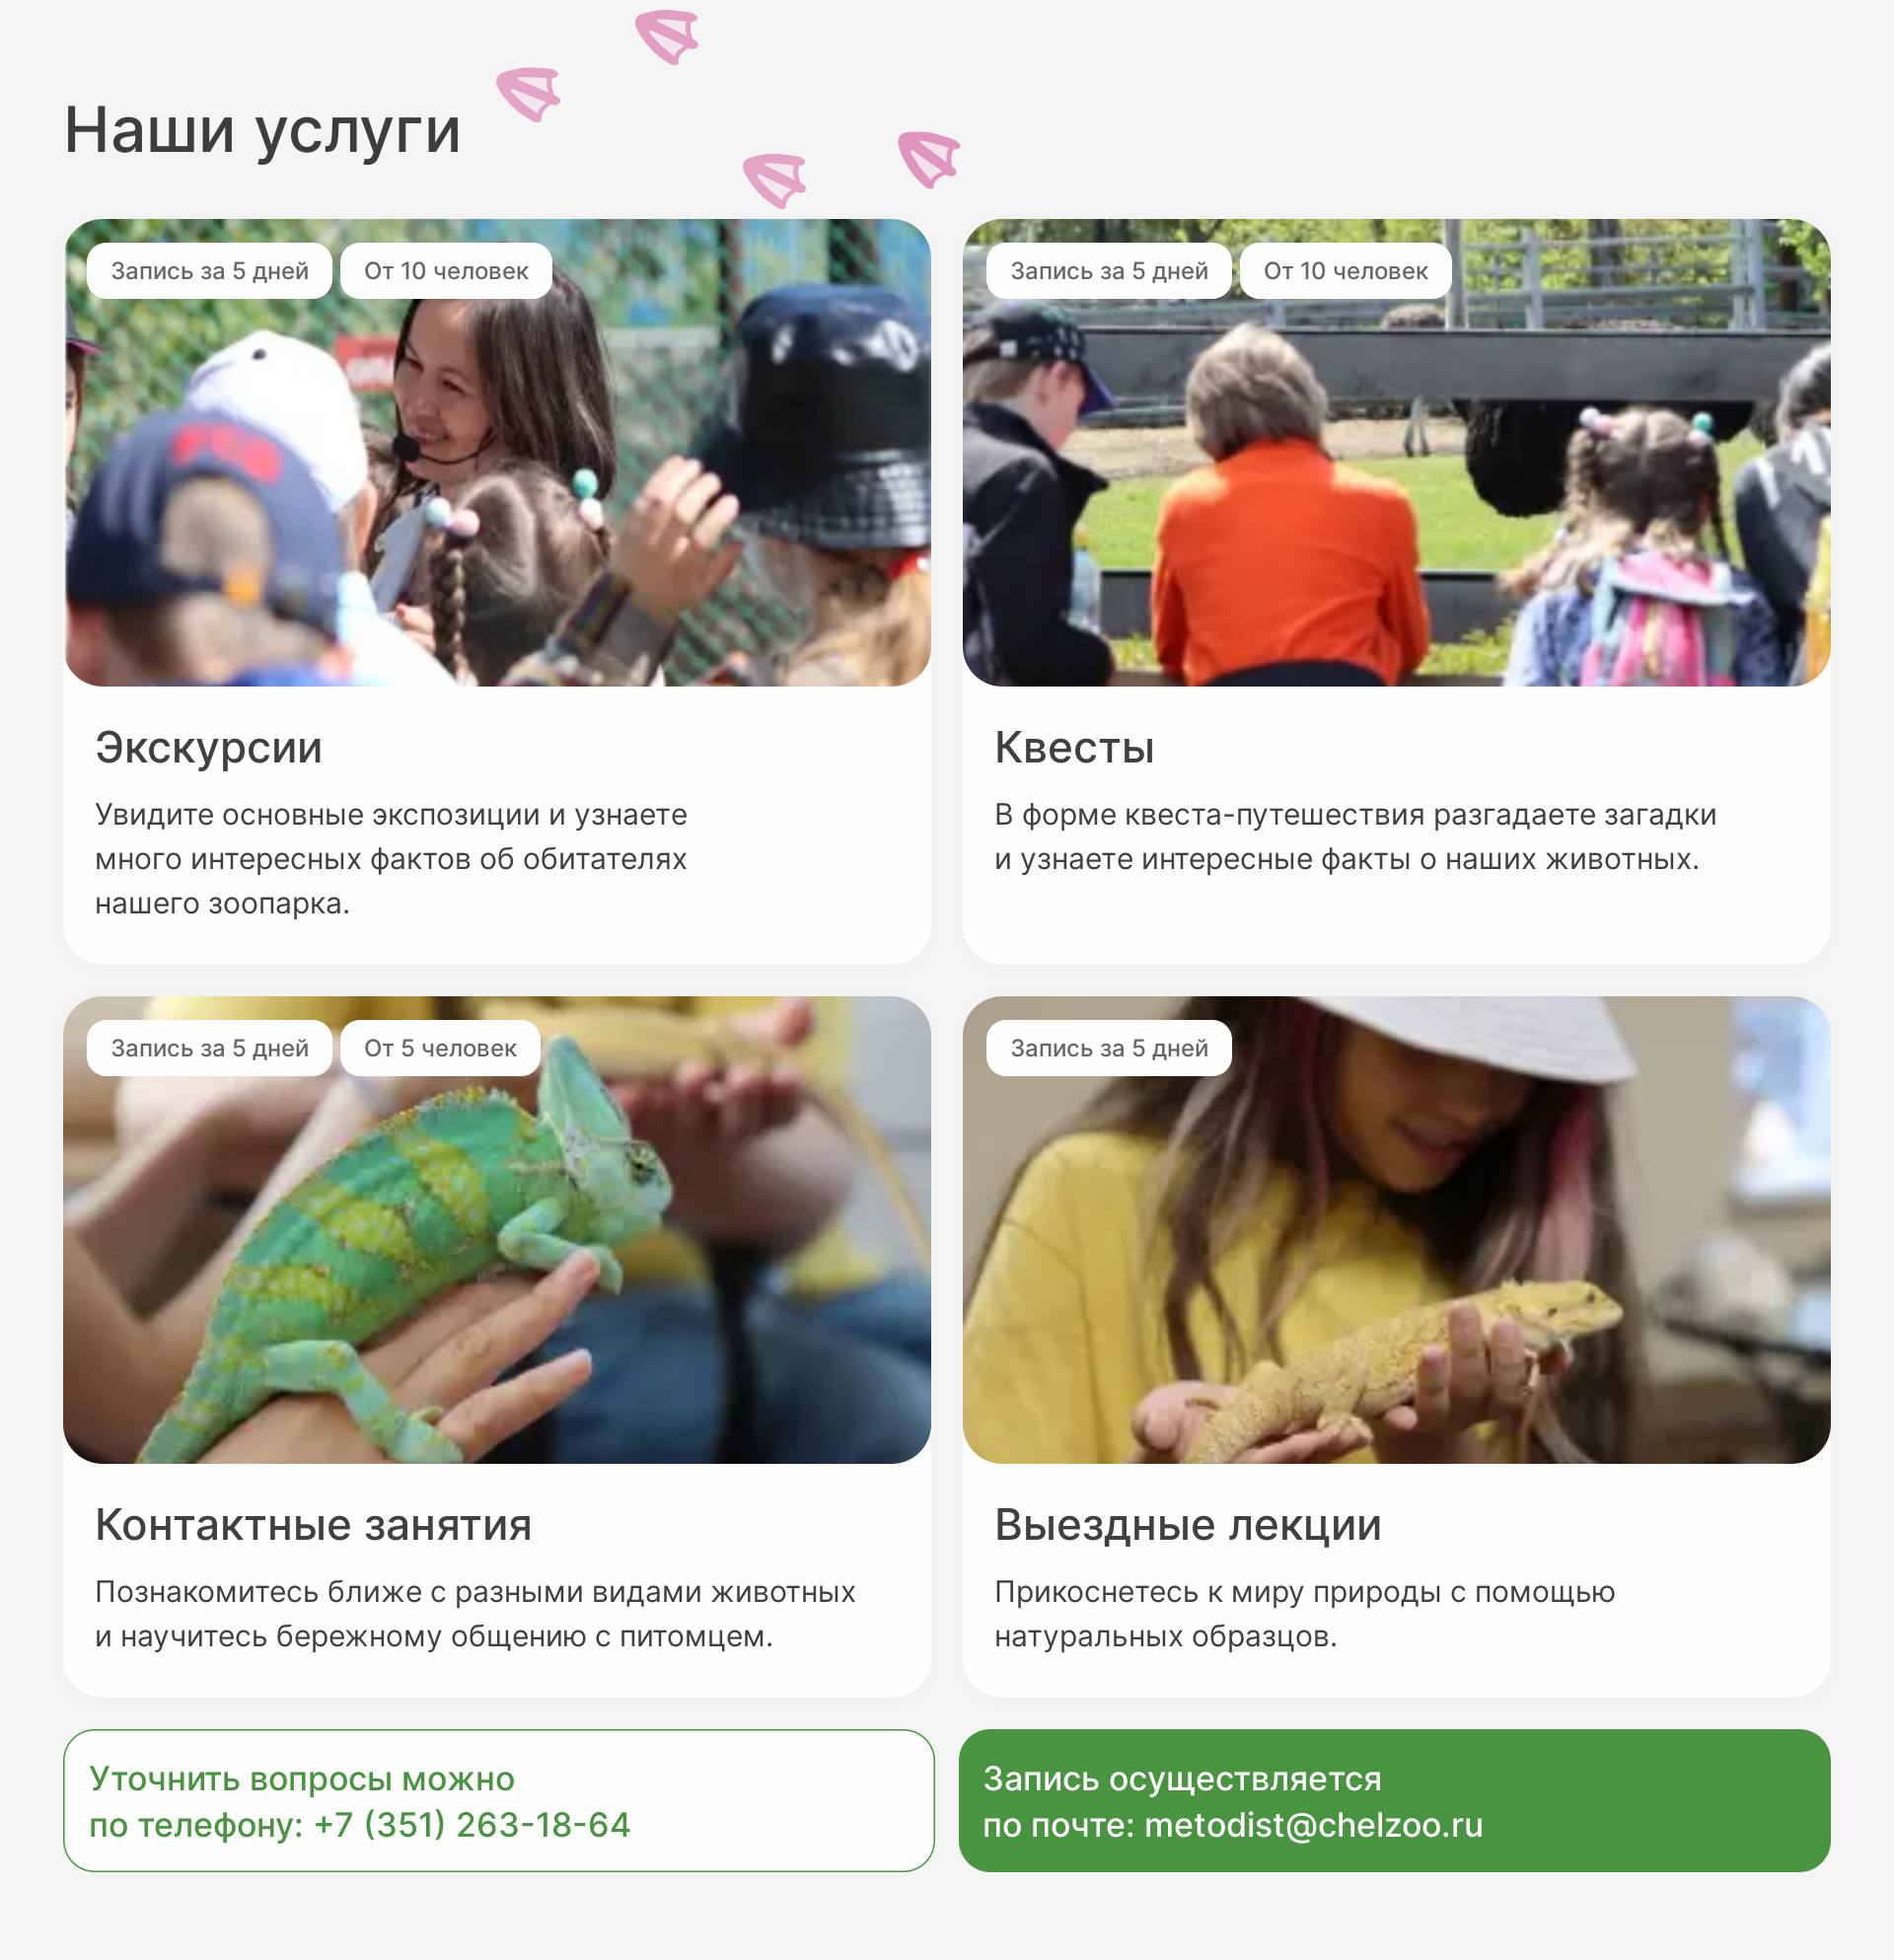 Наши услуги
Запись за 5 дней
От 10 человек
Запись за 5 дней
От 10 человек
Экскурсии
Увидите основные экспозиции и узнаете
много интересных фактов об обитателях
нашего зоопарка.
Квесты
В форме квеста-путешествия разгадаете загадки
и узнаете интересные факты о наших животных.
Запись за 5 дней
От 5 человек
Запись за 5 дней
Контактные занятия
Познакомитесь ближе с разными видами животных
и научитесь бережному общению с питомцем.
Выездные лекции
Прикоснетесь к миру природы с помощью
натуральных образцов.
Уточнить вопросы можно
по телефону: +7 (351) 263-18-64
Запись осуществляется
по почте: metodist@chelzoo.ru